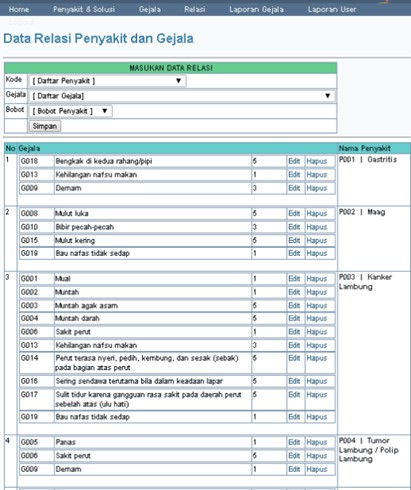 Home Penyakit & Solusi Gejala Relasi Laporan Gejala Laporan User
Data Relasi Penyakit dan Gejala
MASUKAN DATA RELASI
Kode [ Daftar Penyakit ]
Gejala [ Daftar Gejala]
Bobot [ Bobot Penyakit ]
Simpan
No Gejala Nama Penyakit
1 G018 Bengkak di kedua rahang/pipi 5 Edit Hapus P001 | Gastritis
G013 Kehilangan nafsu makan 1 Edit Hapus
G009 Demam 3 Edit Hapus
2 G008 Mulut luka 5 Edit Hapus P002 | Maag
G010 Bibir pecah-pecah 3 Edit Hapus
G015 Mulut kering 5 Edit Hapus
G019 Bau nafas tidak sedap 1 Edit Hapus
3 G001 Mual 1 Edit Hapus P003 | Kanker
Lambung
G002 Muntah 1 Edit Hapus
G003 Muntah agak asam 5 Edit Hapus
G004 Muntah darah 5 Edit Hapus
G006 Sakit perut 1 Edit Hapus
G013 Kehilangan nafsu makan 3 Edit Hapus
G014 Perut terasa nyeri, pedih, kembung, dan sesak (sebak) 5 Edit Hapus
pada bagian atas perut
G016 Sering sendawa terutama bila dalam keadaan lapar 5 Edit Hapus
G017 Sulit tidur karena gangguan rasa sakit pada daerah perut 5 Edit Hapus
sebelah atas (ulu hati)
G019 Bau nafas tidak sedap 1 Edit Hapus
4 G005 Panas 1 Edit Hapus P004 | Tumor
Lambung / Polip
G006 Sakit perut 5 Edit Hapus
Lambung
G009 Demam 1 Edit Hapus